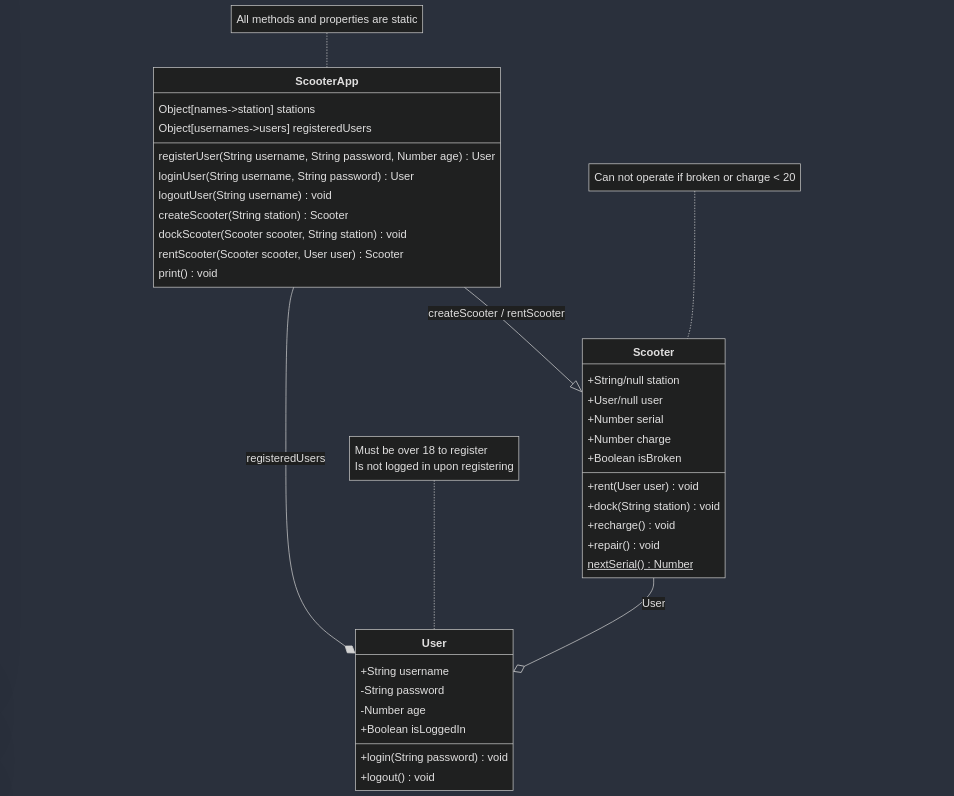 All methods and properties are static
ScooterApp
Object[names->station] stations
Object[usernames->users] registeredUsers
registerUser(String username, String password, Number age) : User
loginUser(String username, String password) : User
logoutUser(String username) : void
createScooter(String station) : Scooter
dockScooter(Scooter scooter, String station) : void
rentScooter(Scooter scooter, User user) : Scooter
print() : void
Can not operate if broken or charge < 20
createScooter / rentScooter
Scooter
+String/null station
+User/null user
+Number serial
+Number charge
+Boolean isBroken
+rent(User user) : void
+dock(String station) : void
+recharge() : void
+repair() : void
nextSerial() : Number
registeredUsers
Must be over 18 to register
Is not logged in upon registering
User
User
+String username
-String password
-Number age
+Boolean isLoggedIn
+login(String password) : void
+logout() : void